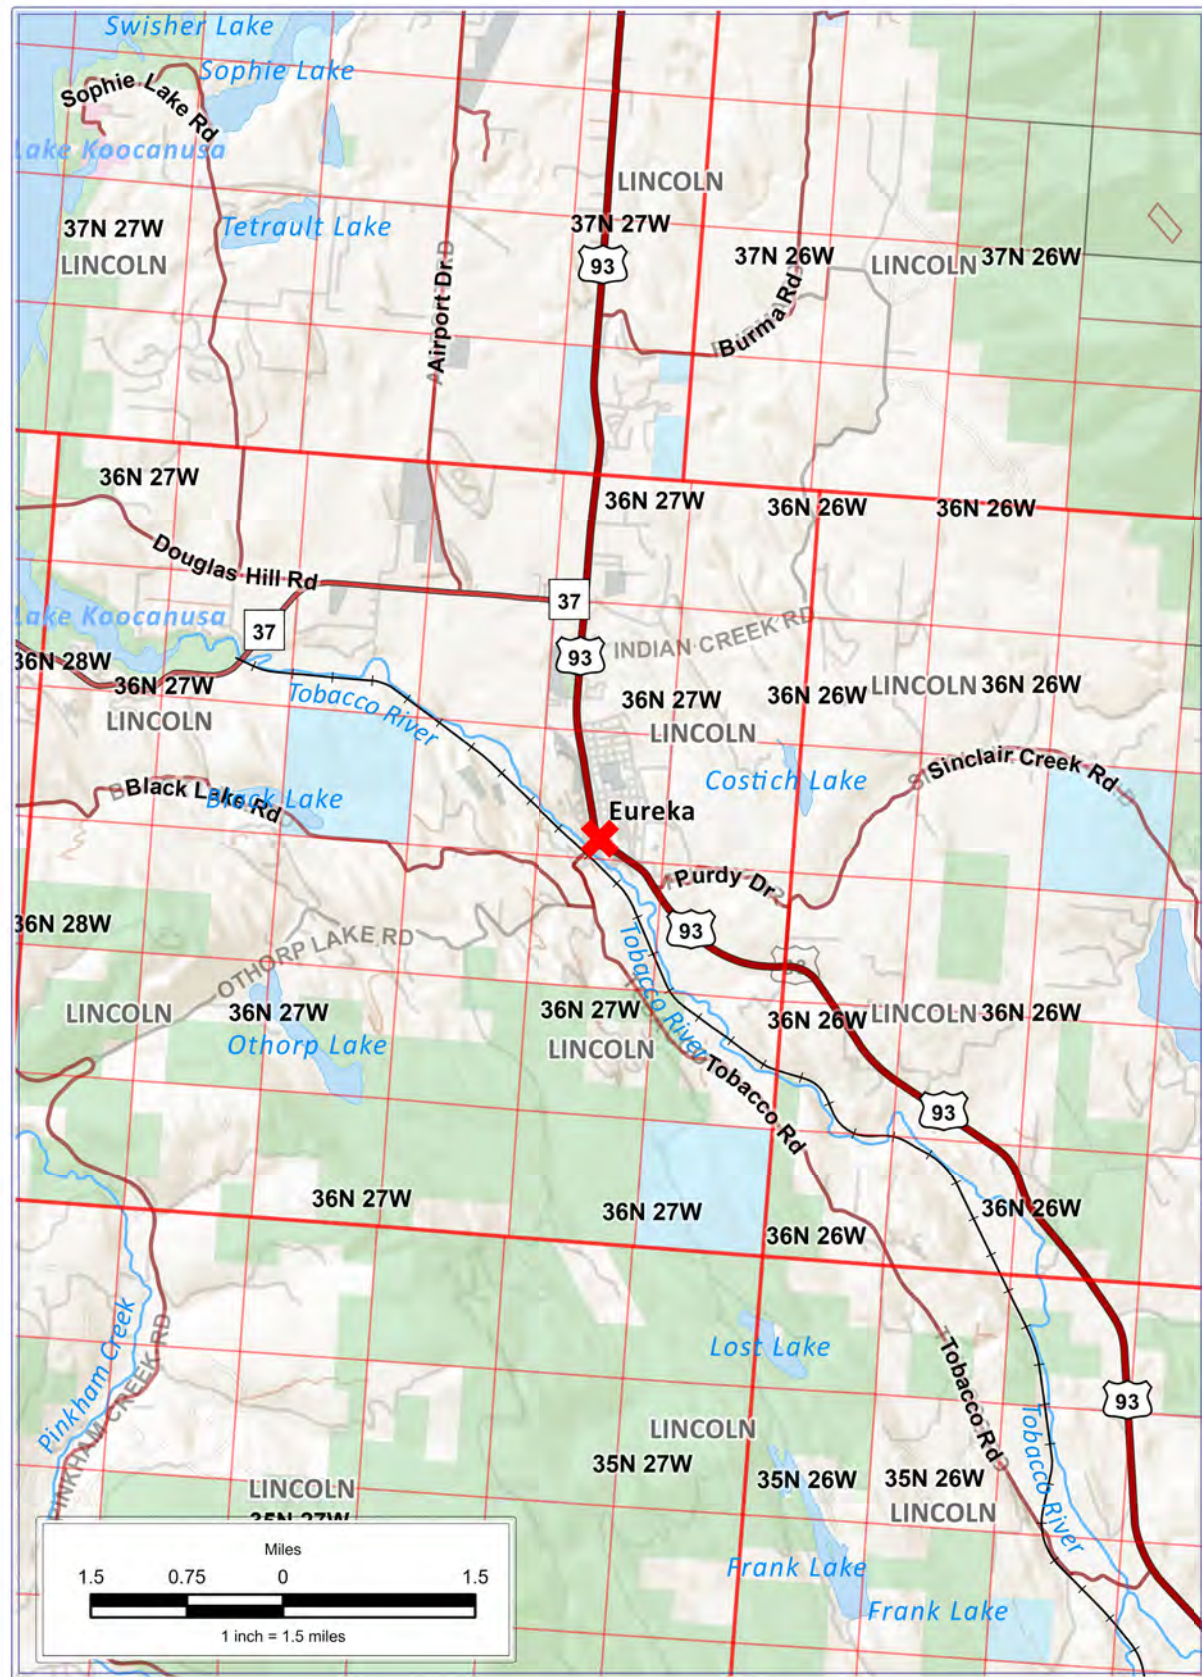 Swisher Lake
Sophie Lake
Sophie Lake Rd
Lake Koocanusa
LINCOLN
37N 27W
Tetrault Lake
37N 27W
LINCOLN
93
37N 26W
LINCOLN
37N 26W
Airport Dr
Burma Rd
36N 27W
36N 27W
36N 26W
36N 26W
Douglas Hill Rd
37
Lake Koocanusa
37
93
INDIAN CREEK RD
36N 28W
36N 27W
LINCOLN
Tobacco River
36N 27W
LINCOLN
36N 26W
LINCOLN
36N 26W
Costich Lake
Sinclair Creek Rd
Black Lake Rd
Black Lake
Eureka
Purdy Dr
36N 28W
93
OTHORP LAKE RD
93
Tobacco River
LINCOLN
36N 27W
36N 27W
36N 26W
LINCOLN
36N 26W
Othorp Lake
LINCOLN
Tobacco Rd
93
36N 27W
36N 27W
36N 26W
36N 26W
Pinkham Creek
PINKHAM CREEK RD
Lost Lake
Tobacco Rd
93
Tobacco River
LINCOLN
35N 27W
35N 26W
35N 26W
LINCOLN
LINCOLN
35N 27W
Frank Lake
Frank Lake
Miles
1.5 0.75 0 1.5
1 inch = 1.5 miles